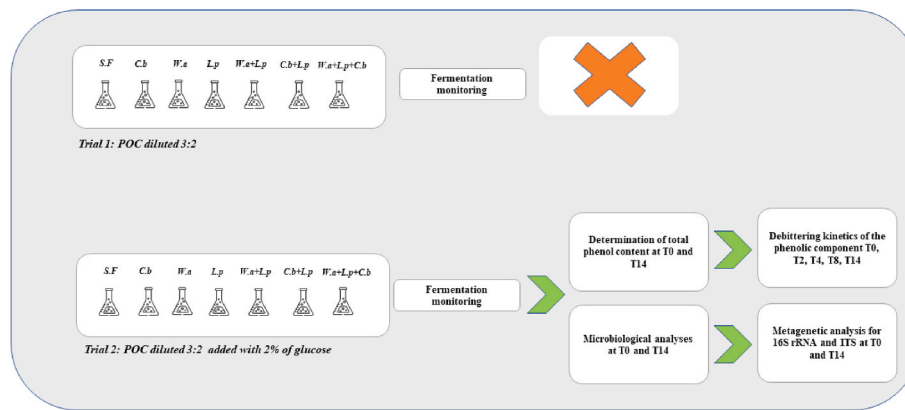 S.F C.b W.a L.p W.a+L.p C.b+L.p W.a+L.p+C.b
Fermentation
monitoring
Trial 1: POC diluted 3:2
S.F C.b W.a L.p W.a+L.p C.b+L.p W.a+L.p+C.b
Fermentation
monitoring
Trial 2: POC diluted 3:2 added with 2% of glucose
Determination of total
phenol content at T0 and
T14
Debittering kinetics of the
phenolic component T0,
T2, T4, T8, T14
Microbiological analyses
at T0 and T14
Metagenetic analysis for
16S rRNA and ITS at T0
and T14